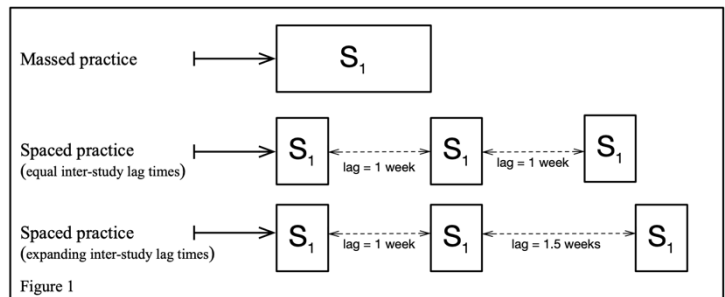 Massed practice
S₁
Spaced practice
(equal inter-study lag times)
S₁
lag = 1 week
S₁
lag = 1 week
S₁
Spaced practice
(expanding inter-study lag times)
S₁
lag = 1 week
S₁
lag = 1.5 weeks
S₁
Figure 1